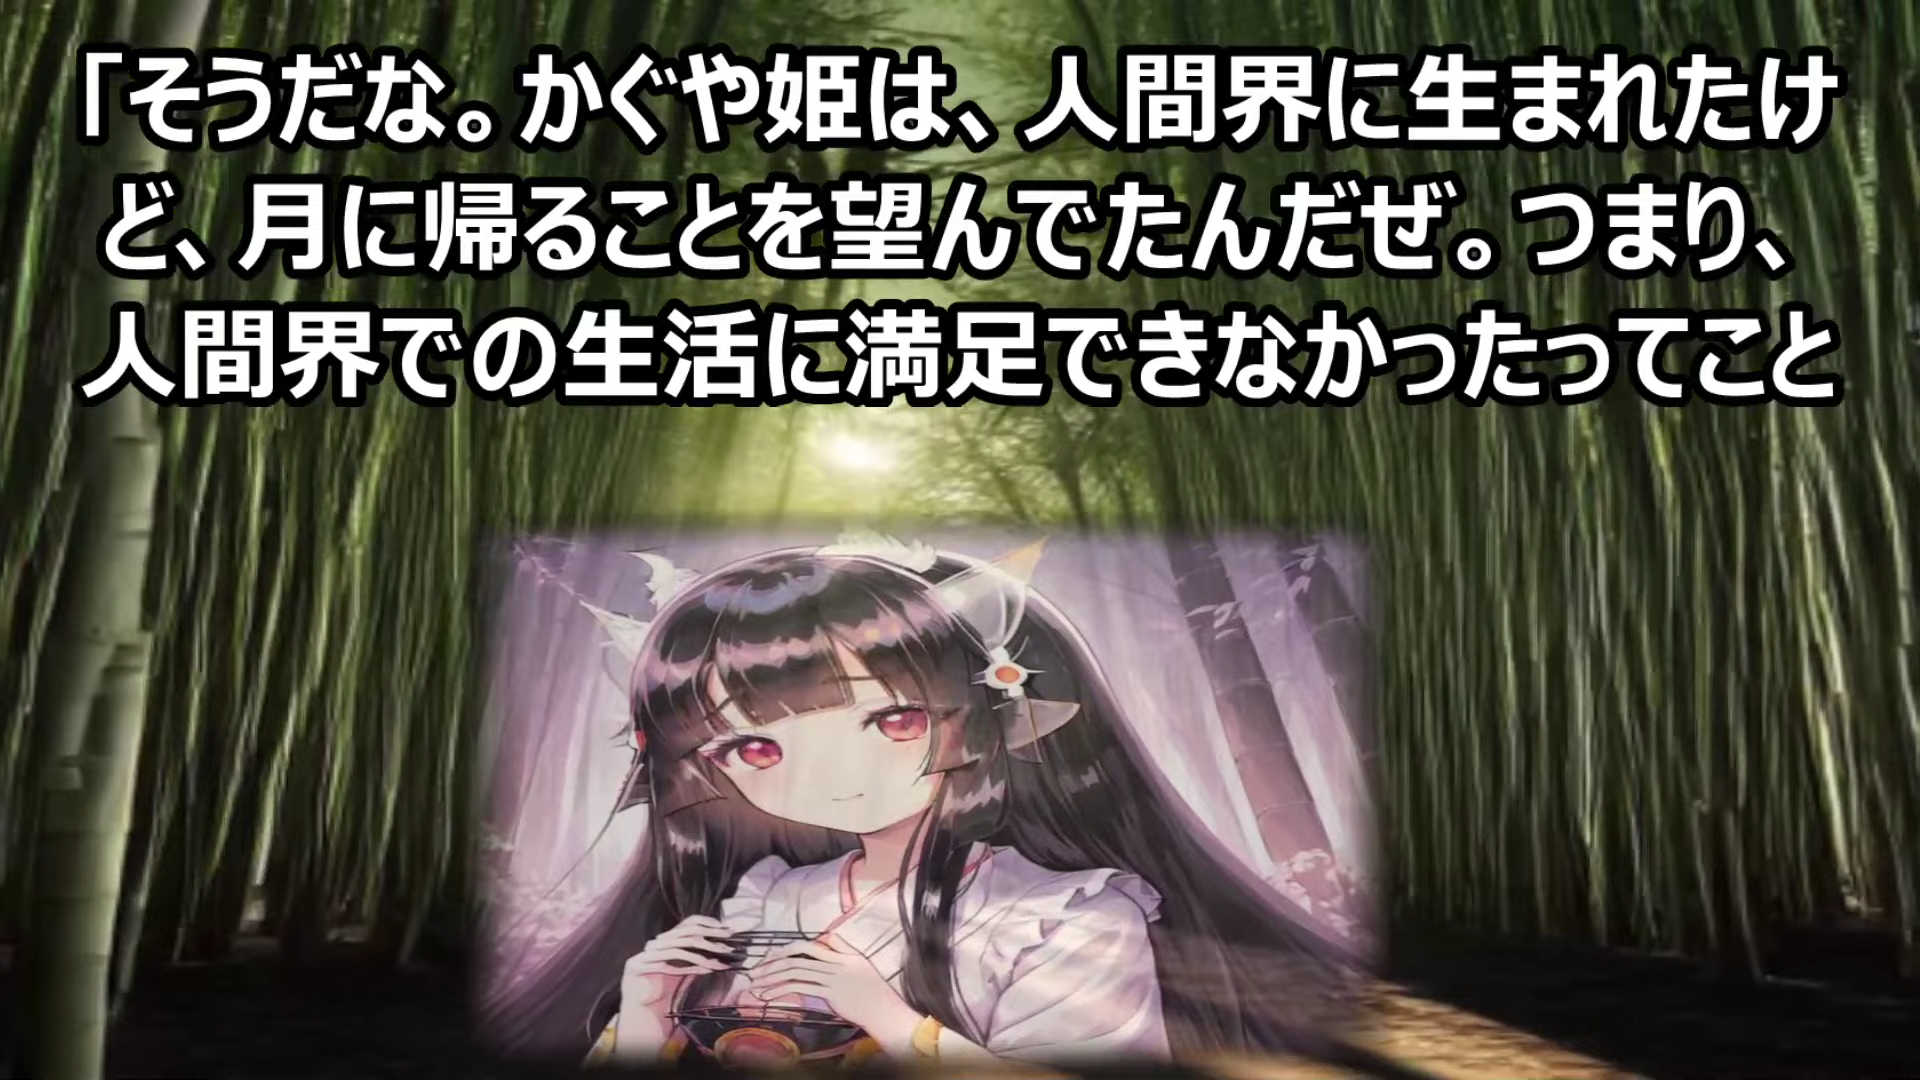 「そうだな。かぐや姫は、人間界に生まれたけ
ど、月に帰ることを望んでたんだぜ。つまり、
人間界での生活に満足できなかったってこと